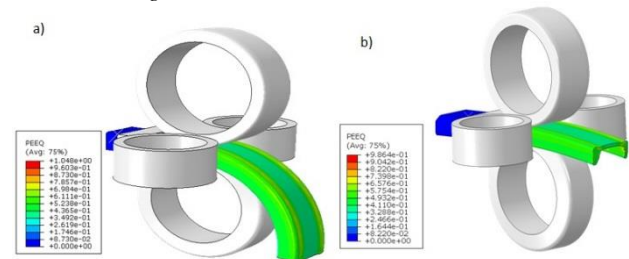 a)
b)
PEEQ
(Avg: 75%)
+1.048e+00
+9.603e-01
+8.730e-01
+7.857e-01
+6.984e-01
+6.111e-01
+5.238e-01
+4.365e-01
+3.492e-01
+2.619e-01
+1.746e-01
+8.730e-02
+0.000e+00
PEEQ
(Avg: 75%)
+9.864e-01
+9.042e-01
+8.220e-01
+7.398e-01
+6.576e-01
+5.754e-01
+4.932e-01
+4.110e-01
+3.288e-01
+2.466e-01
+1.644e-01
+8.220e-02
+0.000e+00